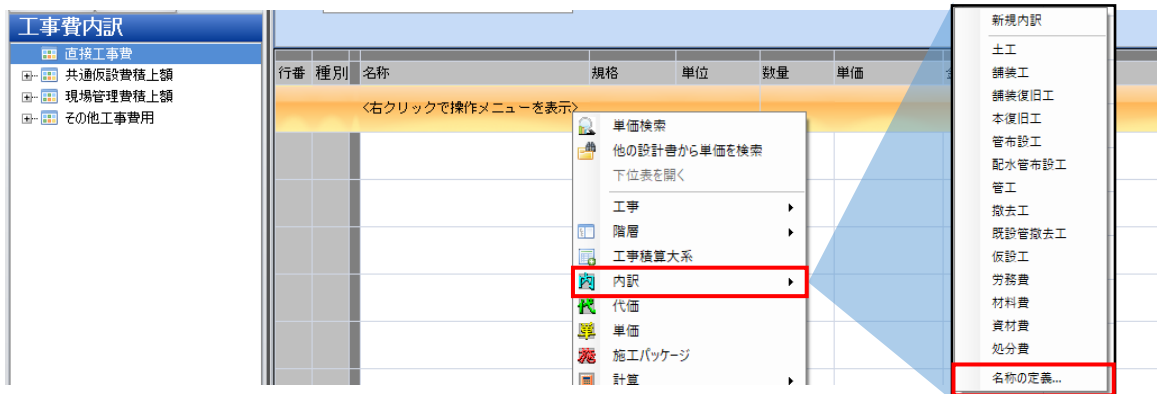 工事費内訳
直接工事費
共通仮設費積上額
現場管理費積上額
その他工事費用
行番 種別 名称 規格 単位 数量 単価
<右クリックで操作メニューを表示>
単価検索
他の設計書から単価を検索
下位表を開く
工事
階層
工事積算大系
内 内訳
代 代価
単 単価
施 施工パッケージ
計算
新規内訳
土工
舗装工
舗装復旧工
本復旧工
管布設工
配水管布設工
管工
撤去工
既設管撤去工
仮設工
労務費
材料費
資材費
処分費
名称の定義...